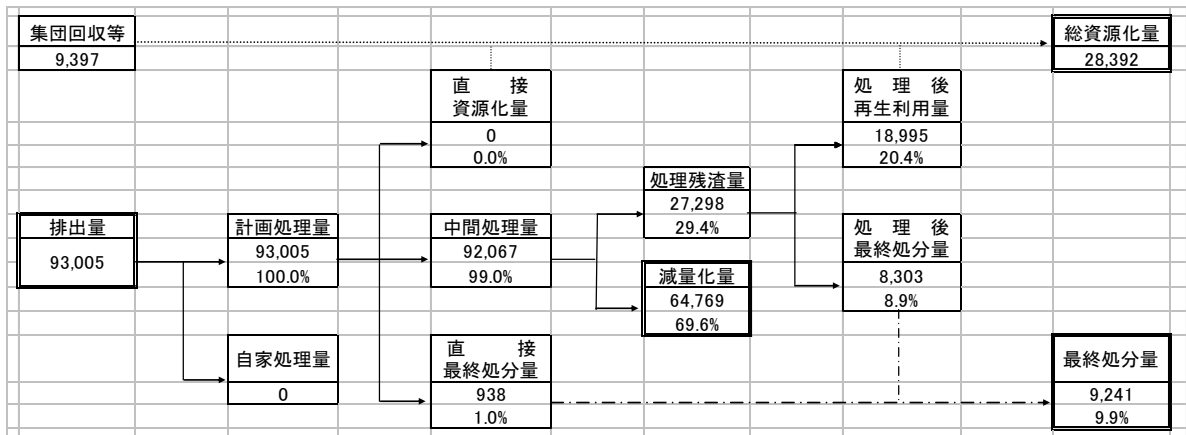 集団回収等
9,397
総資源化量
28,392
直　接
資源化量
0
0.0%
処　理　後
再生利用量
18,995
20.4%
処理残渣量
27,298
29.4%
排出量
93,005
計画処理量
93,005
100.0%
中間処理量
92,067
99.0%
処　理　後
最終処分量
8,303
8.9%
減量化量
64,769
69.6%
自家処理量
0
直　接
最終処分量
938
1.0%
最終処分量
9,241
9.9%